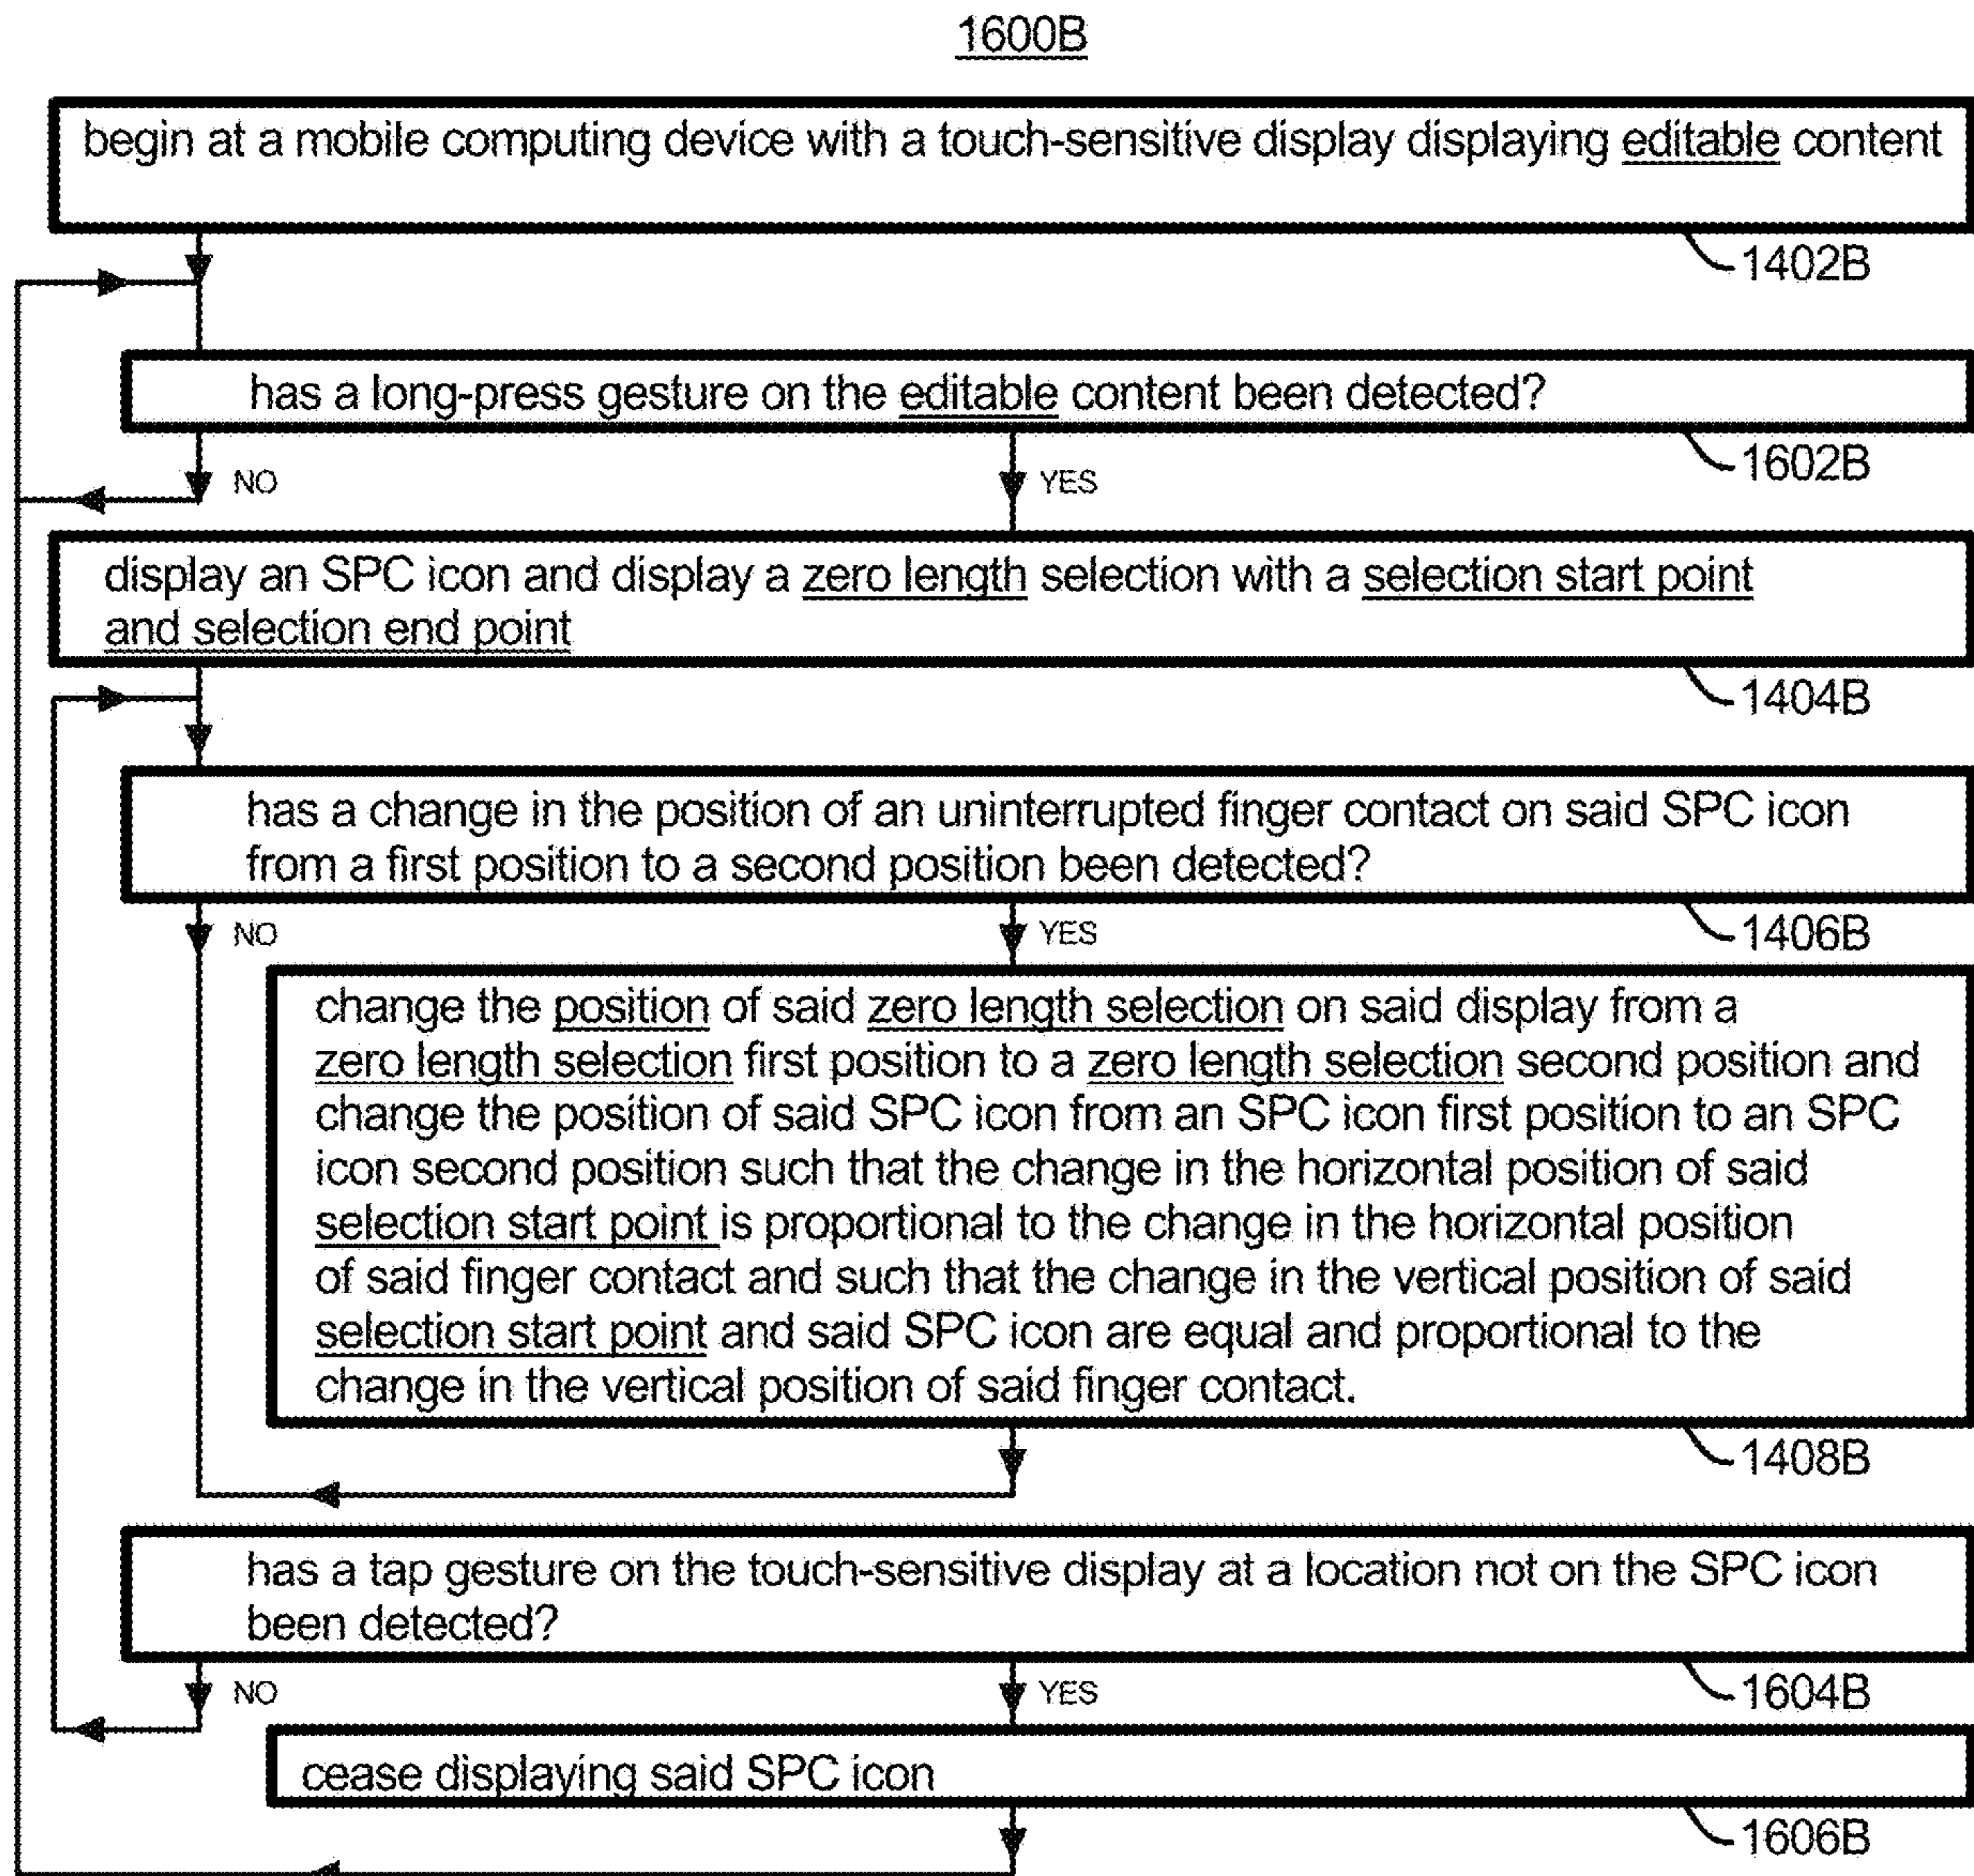 1600B
begin at a mobile computing device with a touch-sensitive display displaying editable content
1402B
has a long-press gesture on the editable content been detected?
1602B
NO
YES
display an SPC icon and display a zero length selection with a selection start point
and selection end point
1404B
has a change in the position of an uninterrupted finger contact on said SPC icon
from a first position to a second position been detected?
1406B
NO
YES
change the position of said zero length selection on said display from a
zero length selection first position to a zero length selection second position and
change the position of said SPC icon from an SPC icon first position to an SPC
icon second position such that the change in the horizontal position of said
selection start point is proportional to the change in the horizontal position
of said finger contact and such that the change in the vertical position of said
selection start point and said SPC icon are equal and proportional to the
change in the vertical position of said finger contact.
1408B
has a tap gesture on the touch-sensitive display at a location not on the SPC icon
been detected?
1604B
NO
YES
cease displaying said SPC icon
1606B